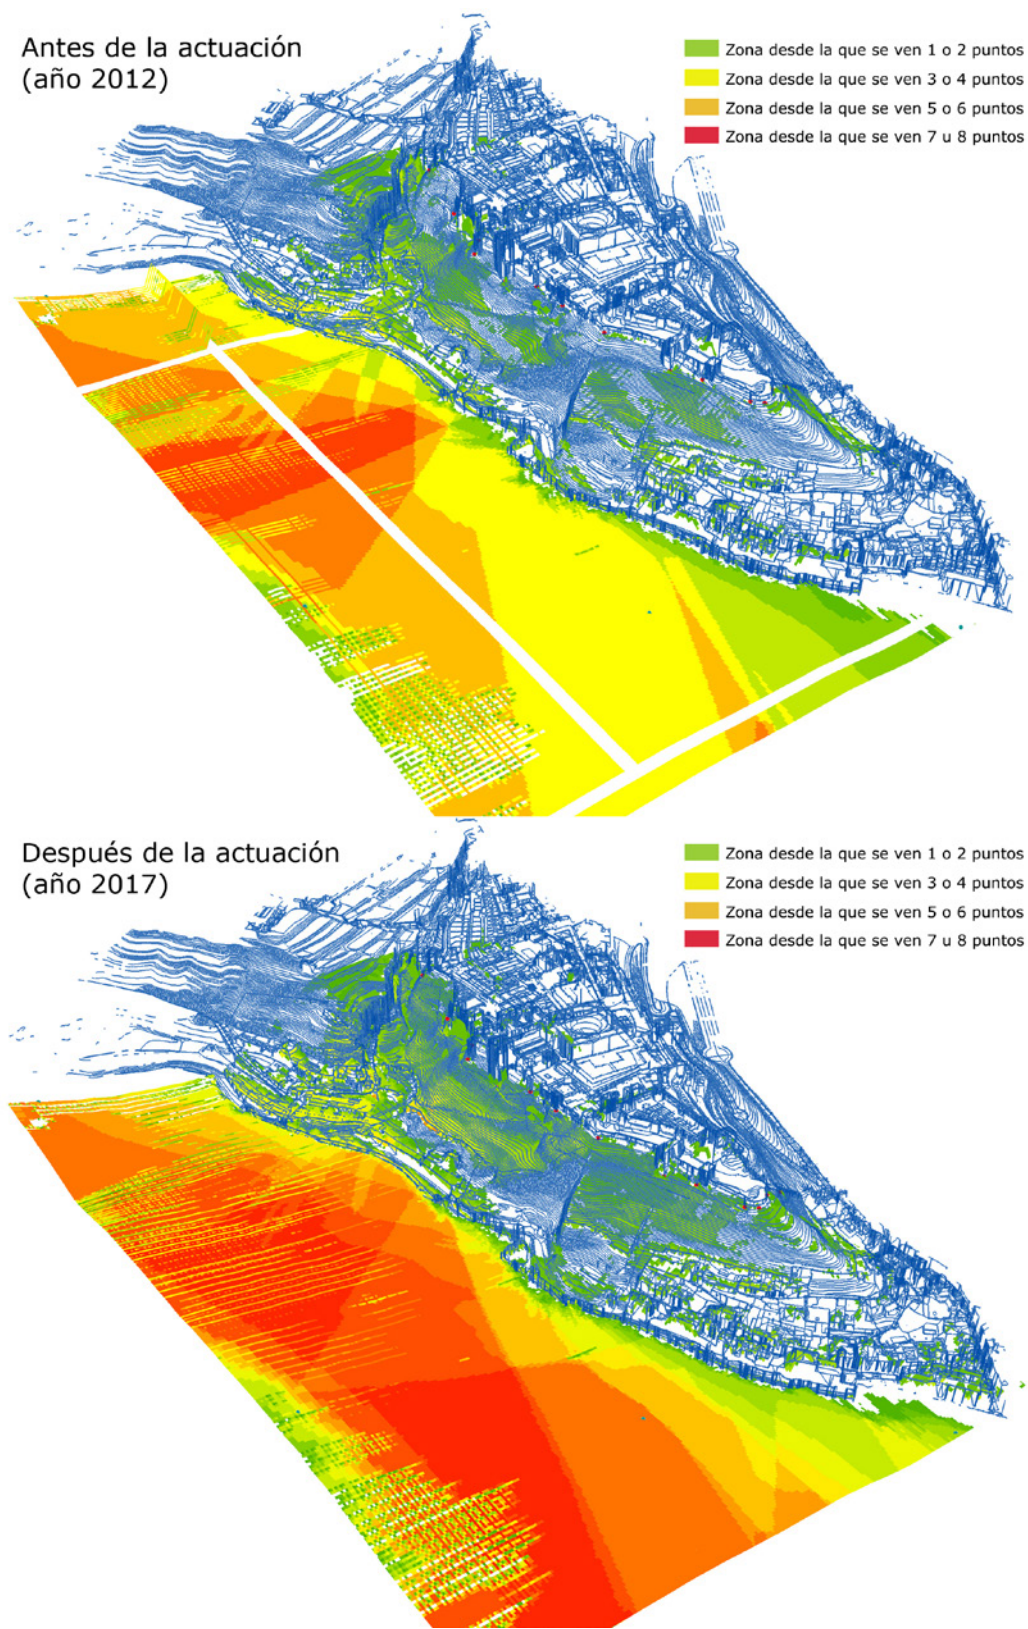 Antes de la actuación
(año 2012)
Zona desde la que se ven 1 o 2 puntos
Zona desde la que se ven 3 o 4 puntos
Zona desde la que se ven 5 o 6 puntos
Zona desde la que se ven 7 u 8 puntos
Después de la actuación
(año 2017)
Zona desde la que se ven 1 o 2 puntos
Zona desde la que se ven 3 o 4 puntos
Zona desde la que se ven 5 o 6 puntos
Zona desde la que se ven 7 u 8 puntos